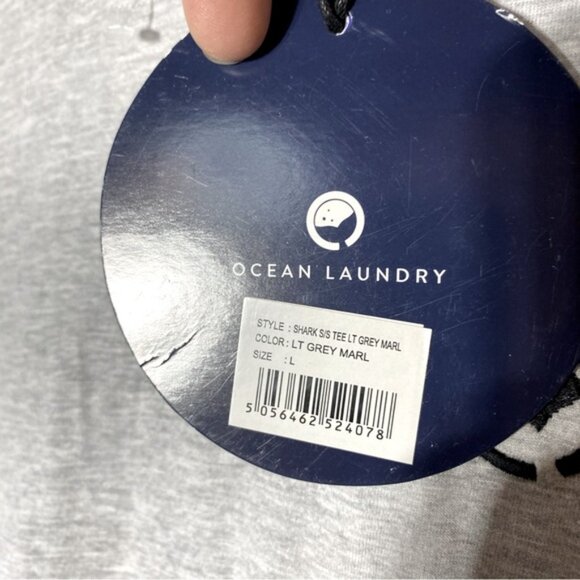 OCEAN LAUNDRY
STYLE : SHARK S/S TEE LT GREY MARL
COLOR : LT GREY MARL
SIZE : L
5 056462 524078